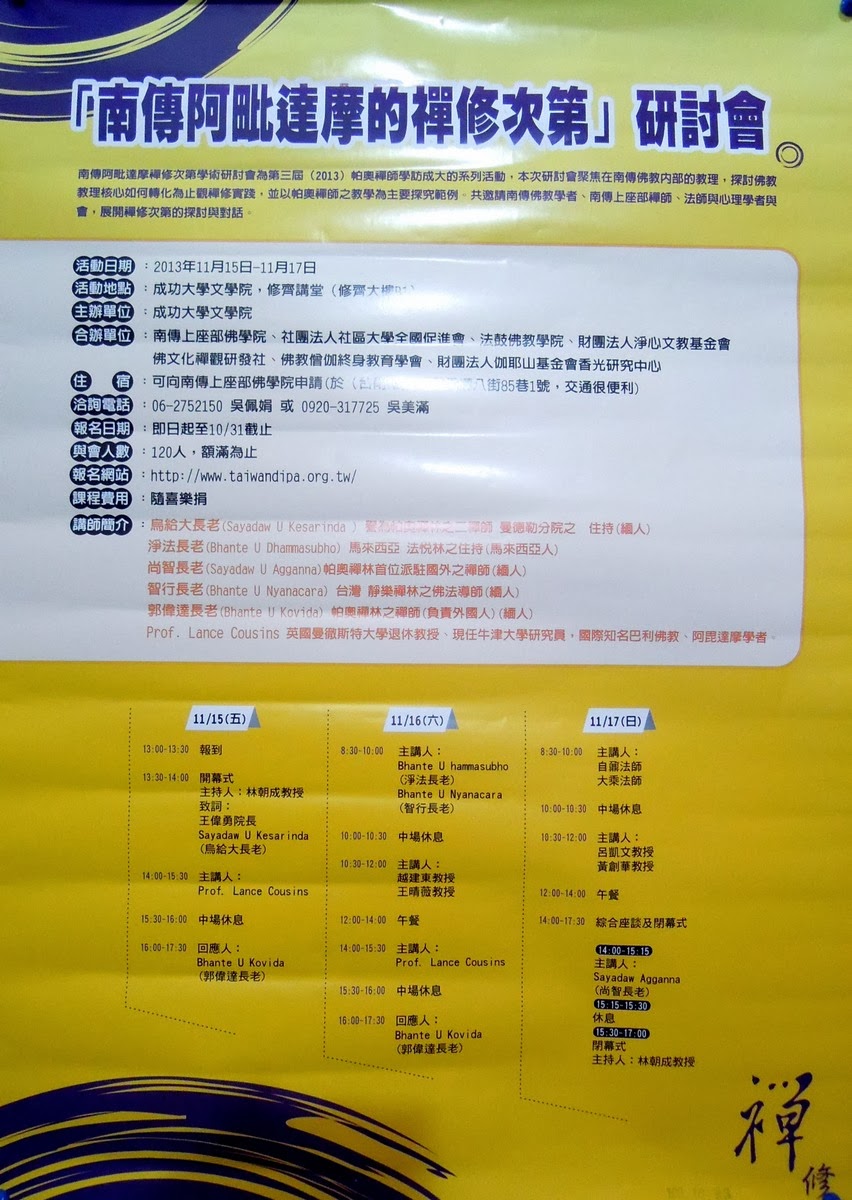 「南傳阿毗達摩的禪修次第」研討會
南傳阿毗達摩禪修次第學術研討會為第三屆（2013）帕奧禪師學訪成大的系列活動，本次研討會聚焦在南傳佛教內部的教理，探討佛教
教理核心如何轉化為止觀禪修實踐，並以帕奧禪師之教學為主要探究範例。共邀請南傳佛教學者、南傳上座部禪師、法師與心理學者與
會，展開禪修次第的探討與對話。
活動日期：2013年11月15日-11月17日
活動地點：成功大學文學院，修齊講堂（修齊大樓
主辦單位：成功大學文學院
合辦單位：南傳上座部佛學院、社團法人社區大學全國促進會、法鼓佛教學院、財團法人淨心文教基金會
佛文化禪觀研發社、佛教僧伽終身教育學會、財團法人伽耶山基金會香光研究中心
住 宿：可向南傳上座部佛學院申請(於（八街85巷1號，交通很便利)
洽詢電話：06-2752150 吳佩娟 或 0920-317725 吳美滿
報名日期：即日起至10/31截止
與會人數：120人，額滿為止
報名網站：http://www.taiwandipa.org.tw/
課程費用：隨喜樂捐
講師簡介：烏給大長老(Sayadaw U Kesarinda ) 二禪師 曼德勒分院之 住持(緬人)
淨法長老(Bhante U Dhammasubho) 馬來西亞 法悅林之住持(馬來西亞人)
尚智長老(Sayadaw U Agganna)帕奧禪林首位派駐國外之禪師(緬人)
智行長老(Bhante U Nyanacara) 台灣 靜樂禪林之佛法導師(緬人)
郭偉達長老(Bhante U Kovida) 帕奧禪林之禪師(負責外國人)(緬人)
Prof. Lance Cousins 英國曼徹斯特大學退休教授、現任牛津大學研究員，國際知名巴利佛教、阿毘達摩學者。
11/15(五)
13:00-13:30 報到
13:30-14:00 開幕式
主持人：林朝成教授
致詞：
王偉勇院長
Sayadaw U Kesarinda
(烏給大長老)
14:00-15:30 主講人：
Prof. Lance Cousins
15:30-16:00 中場休息
16:00-17:30 回應人：
Bhante U Kovida
(郭偉達長老)
11/16(六)
8:30-10:00 主講人：
Bhante U hammasubho
(淨法長老)
Bhante U Nyanacara
(智行長老)
10:00-10:30 中場休息
10:30-12:00 主講人：
越建東教授
王晴薇教授
12:00-14:00 午餐
14:00-15:30 主講人：
Prof. Lance Cousins
15:30-16:00 中場休息
16:00-17:30 回應人：
Bhante U Kovida
(郭偉達長老)
11/17(日)
8:30-10:00 主講人：
自鼐法師
大乘法師
10:00-10:30 中場休息
10:30-12:00 主講人：
呂凱文教授
黃創華教授
12:00-14:00 午餐
14:00-17:30 綜合座談及閉幕式
14:00-15:15
主講人：
Sayadaw Agganna
(尚智長老)
15:15-15:30
休息
15:30-17:00
閉幕式
主持人：林朝成教授
禪
修